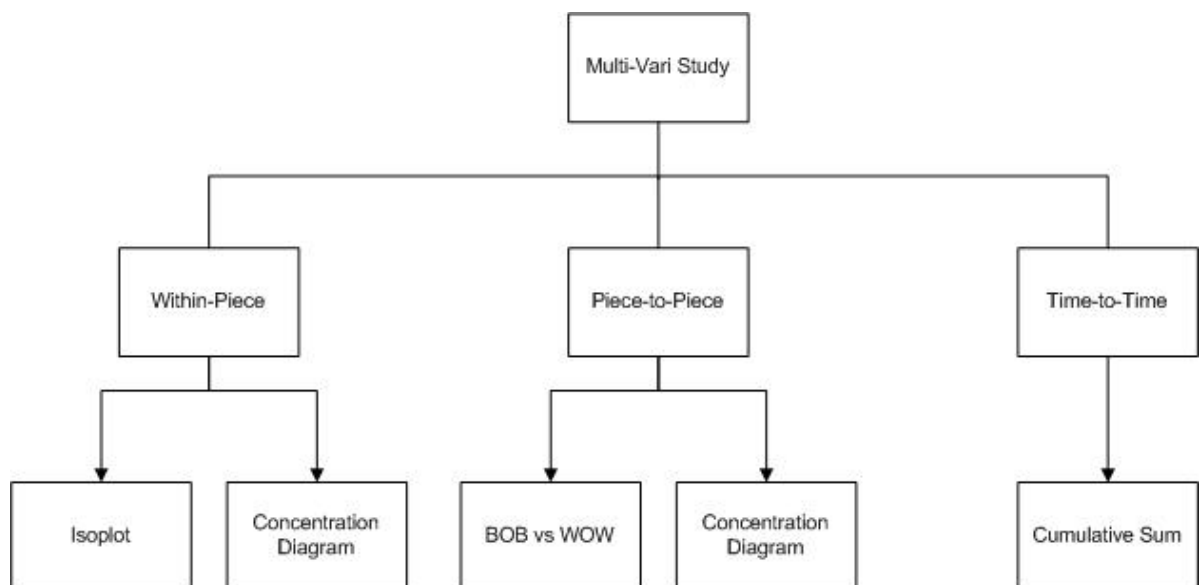 Multi-Vari Study
Within-Piece
Piece-to-Piece
Time-to-Time
Isoplot
Concentration
Diagram
BOB vs WOW
Concentration
Diagram
Cumulative Sum